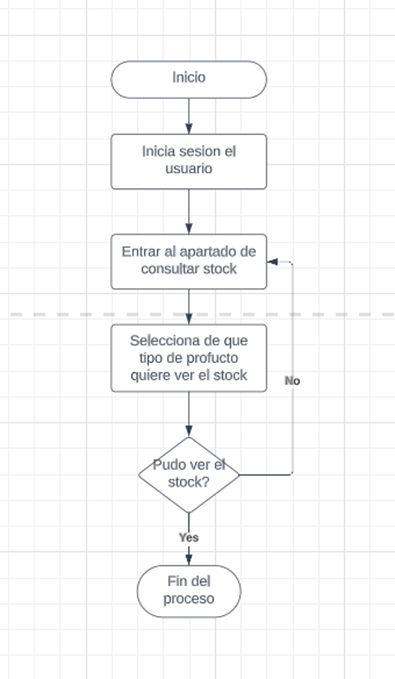 Inicio
Inicia sesion el
usuario
Entrar al apartado de
consultar stock
Selecciona de que
tipo de profucto
quiere ver el stock
No
Pudo ver el
stock?
Yes
Fin del
proceso